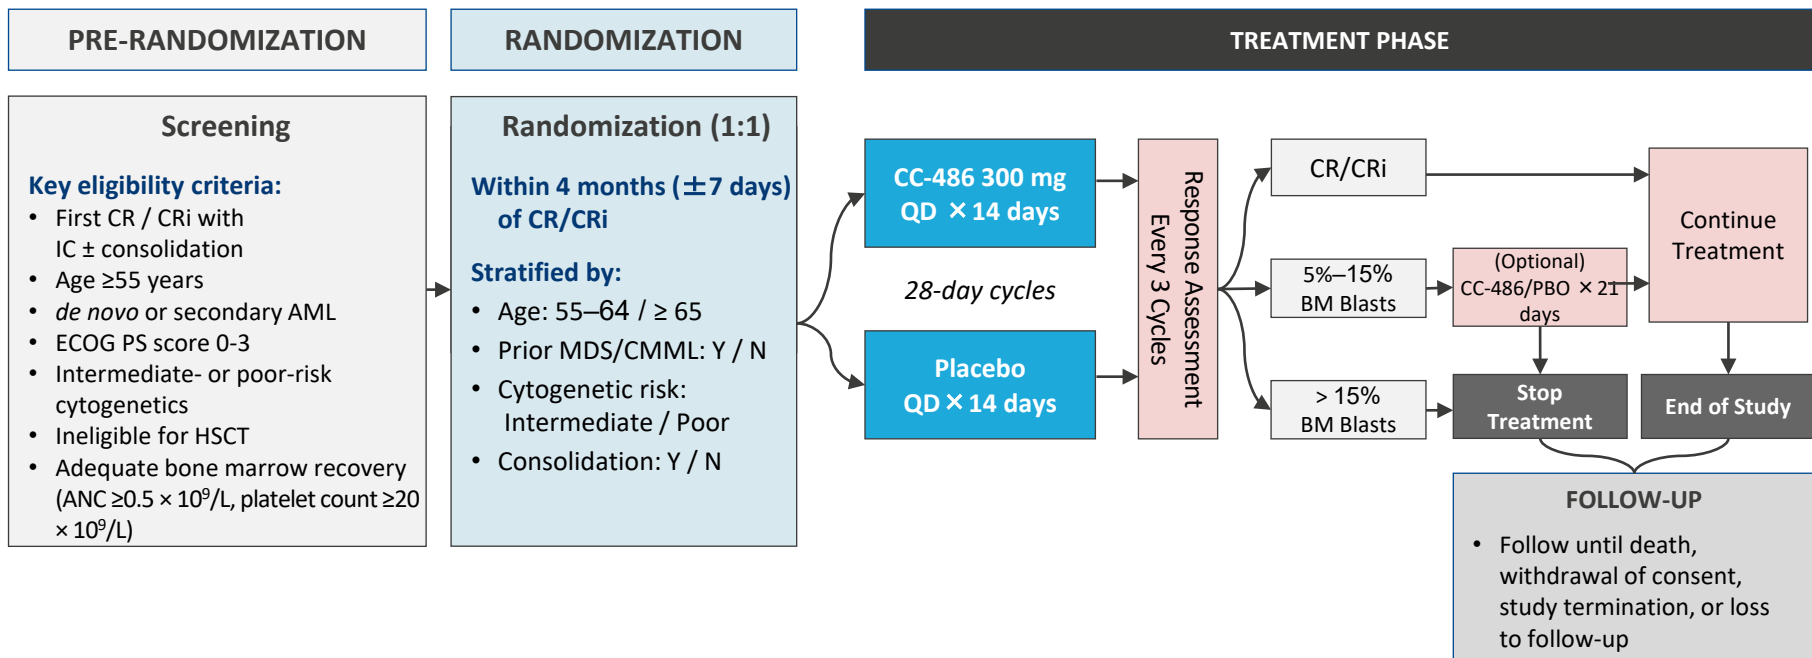 PRE-RANDOMIZATION
RANDOMIZATION
TREATMENT PHASE
Screening
Key eligibility criteria:
• First CR / CRi with
IC ± consolidation
• Age ≥55 years
• de novo or secondary AML
• ECOG PS score 0-3
• Intermediate- or poor-risk
cytogenetics
• Ineligible for HSCT
• Adequate bone marrow recovery
(ANC ≥0.5 × 10⁹/L, platelet count ≥20
× 10⁹/L)
Randomization (1:1)
Within 4 months (±7 days)
of CR/CRi
Stratified by:
• Age: 55–64 / ≥ 65
• Prior MDS/CMML: Y / N
• Cytogenetic risk:
Intermediate / Poor
• Consolidation: Y / N
CC-486 300 mg
QD × 14 days
28-day cycles
Placebo
QD × 14 days
Response Assessment
Every 3 Cycles
CR/CRi
5%–15%
BM Blasts
> 15%
BM Blasts
(Optional)
CC-486/PBO × 21
days
Continue
Treatment
Stop
Treatment
End of Study
FOLLOW-UP
• Follow until death,
withdrawal of consent,
study termination, or loss
to follow-up